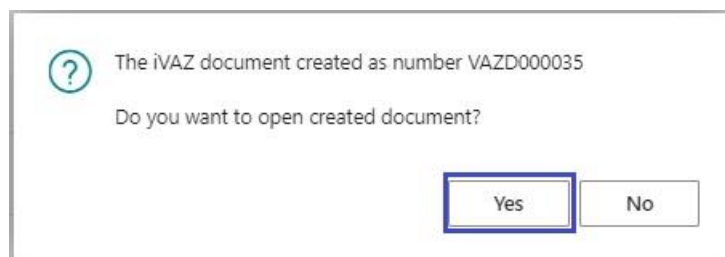 The iVAZ document created as number VAZD000035
Do you want to open created document?
Yes
No